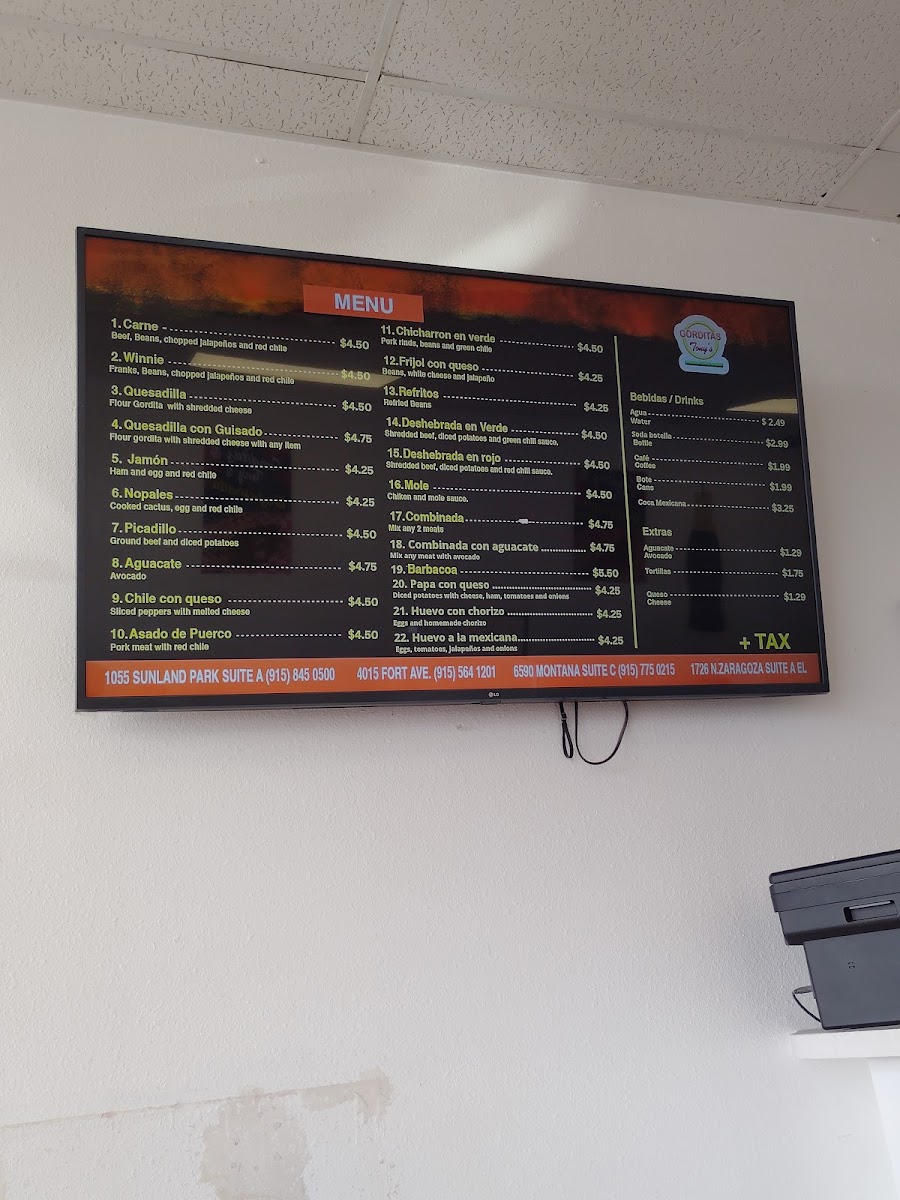 MENU
1. Carne $4.50
Beef, Beans, chopped jalapeños and red chile
2. Winnie $4.50
Franks, Beans, chopped jalapeños and red chile
3. Quesadilla $4.50
Flour Gordita with shredded cheese
4. Quesadilla con Guisado $4.75
Flour gordita with shredded cheese with any item
5. Jamón $4.25
Ham and egg and red chile
6. Nopales $4.25
Cooked cactus, egg and red chile
7. Picadillo $4.50
Ground beef and diced potatoes
8. Aguacate $4.75
Avocado
9. Chile con queso $4.50
Sliced peppers with melted cheese
10. Asado de Puerco $4.50
Pork meat with red chile
11. Chicharron en verde $4.50
Pork rinds, beans and green chile
12. Frijol con queso $4.25
Beans, white cheese and jalapeño
13. Refritos $4.25
Refried Beans
14. Deshebrada en Verde $4.50
Shredded beef, diced potatoes and green chili sauce.
15. Deshebrada en rojo $4.50
Shredded beef, diced potatoes and red chili sauce.
16. Mole $4.50
Chiken and mole sauce.
17. Combinada $4.75
Mix any 2 meats
18. Combinada con aguacate $4.75
Mix any meat with avocado
19. Barbacoa $5.50
20. Papa con queso $4.25
Diced potatoes with cheese, ham, tomatoes and onions
21. Huevo con chorizo $4.25
Eggs and homemade chorizo
22. Huevo a la mexicana $4.25
Eggs, tomatoes, jalapeños and onions
GORDITAS
Tony's
Bebidas / Drinks
Agua
Water $ 2.49
Soda botella
Bottle $2.99
Café
Coffee $1.99
Bote
Cans $1.99
Coca Mexicana $3.25
Extras
Aguacate
Avocado $1.29
Tortillas $1.75
Queso
Cheese $1.29
+ TAX
1055 SUNLAND PARK SUITE A (915) 845 0500 4015 FORT AVE. (915) 564 1201 6590 MONTANA SUITE C (915) 775 0215 1726 N.ZARAGOZA SUITE A EL
LG